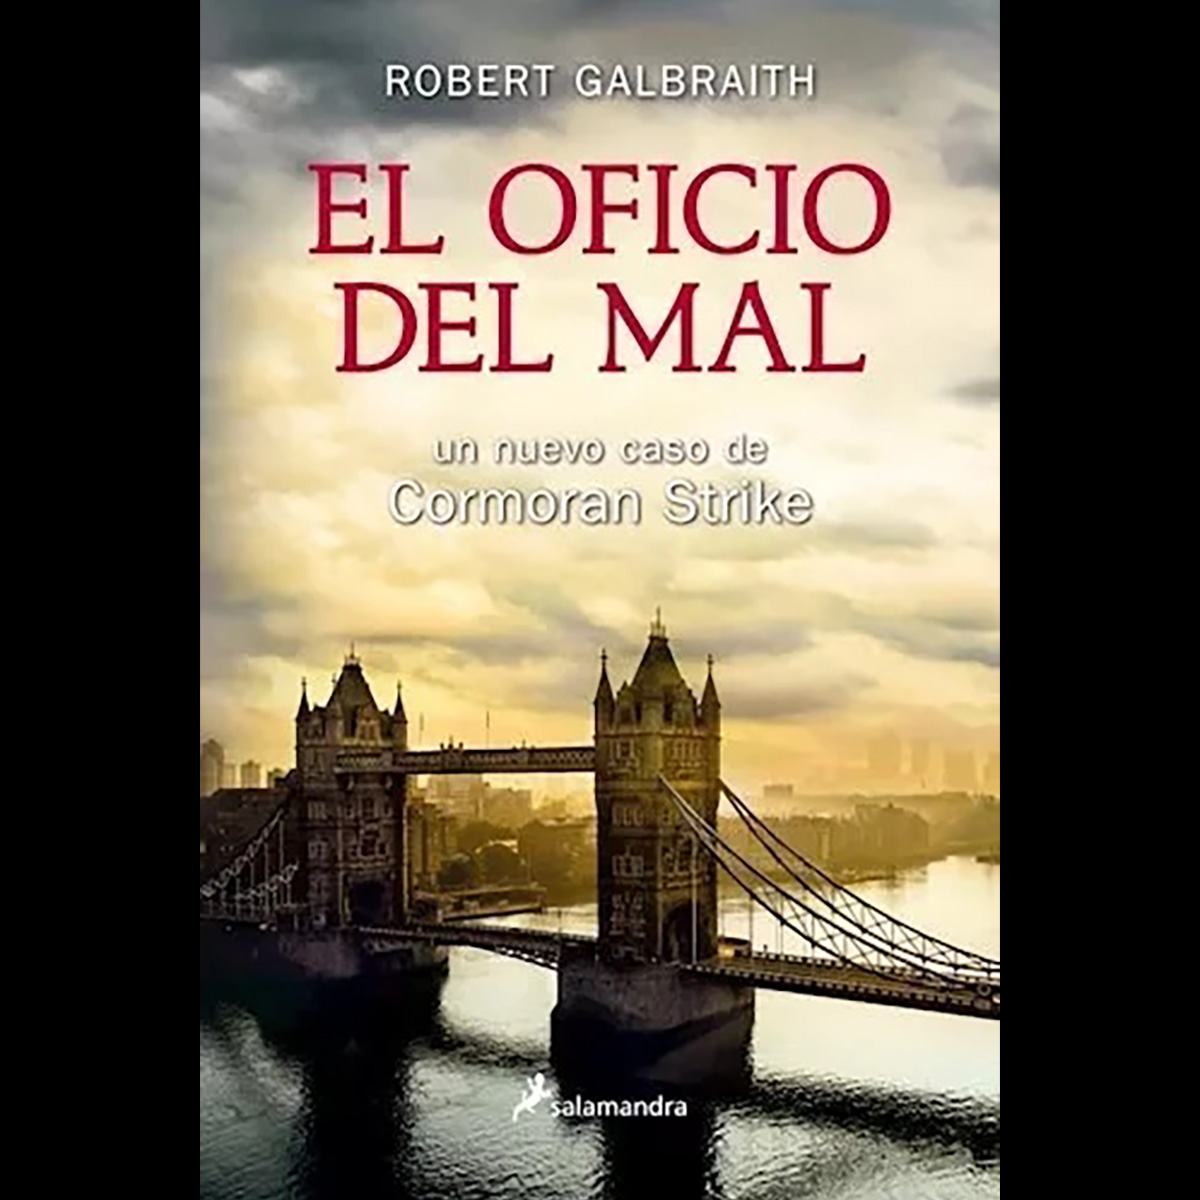 ROBERT GALBRAITH
EL OFICIO
DEL MAL
un nuevo caso de
Cormoran Strike
salamandra